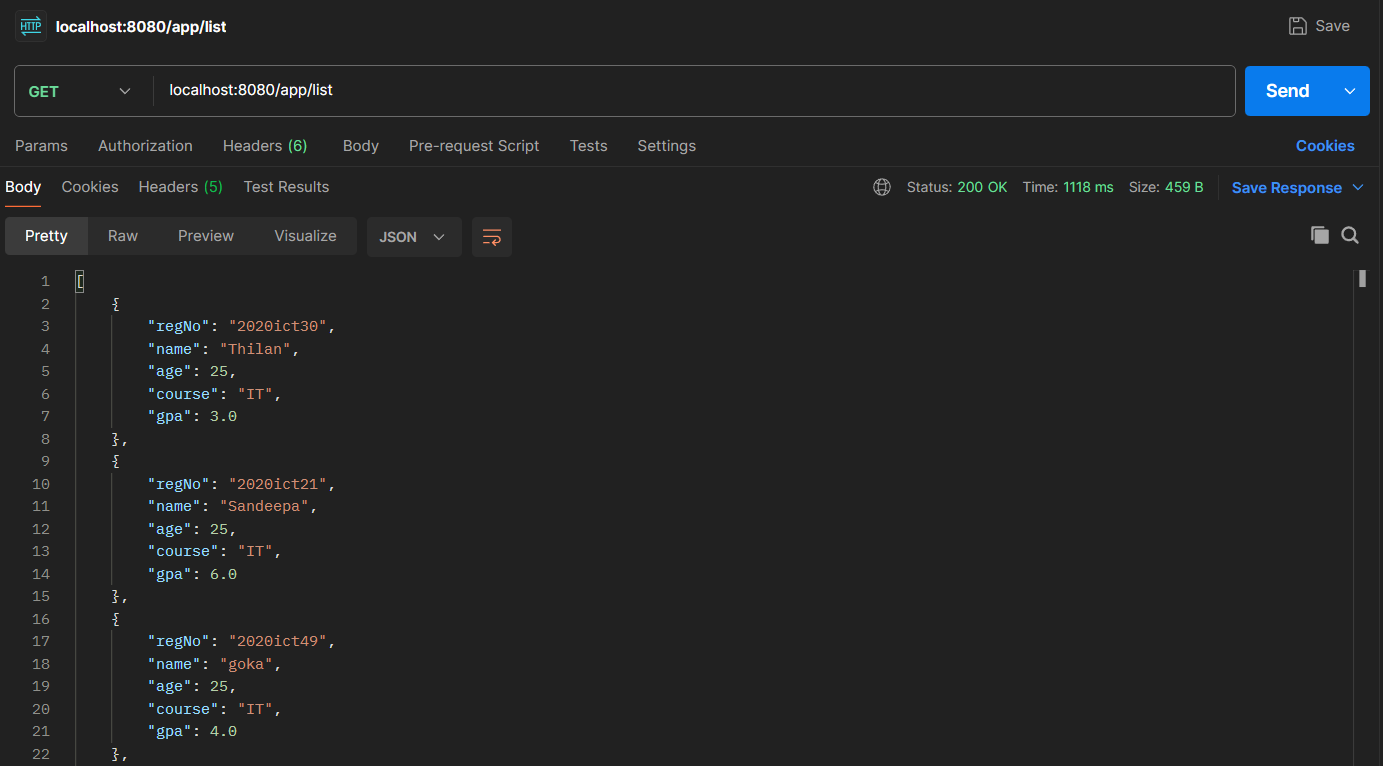 HTTP localhost:8080/app/list Save
GET localhost:8080/app/list Send
Params Authorization Headers (6) Body Pre-request Script Tests Settings Cookies
Body Cookies Headers (5) Test Results Status: 200 OK Time: 1118 ms Size: 459 B Save Response
Pretty Raw Preview Visualize JSON
1 [
2 {
3 "regNo": "2020ict30",
4 "name": "Thilan",
5 "age": 25,
6 "course": "IT",
7 "gpa": 3.0
8 },
9 {
10 "regNo": "2020ict21",
11 "name": "Sandeepa",
12 "age": 25,
13 "course": "IT",
14 "gpa": 6.0
15 },
16 {
17 "regNo": "2020ict49",
18 "name": "goka",
19 "age": 25,
20 "course": "IT",
21 "gpa": 4.0
22 },